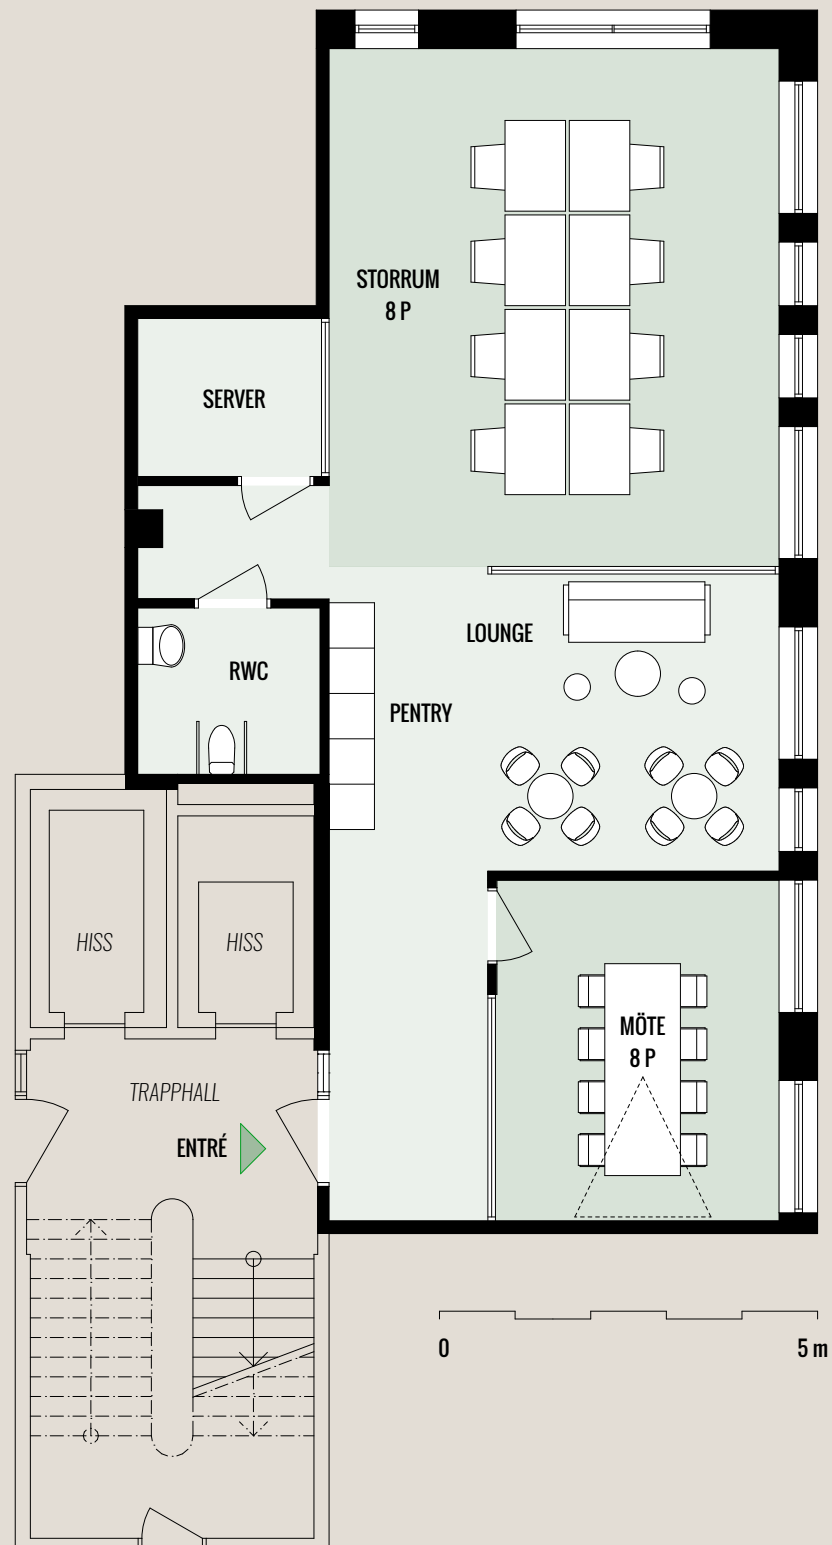 STORRUM
8 P
SERVER
LOUNGE
RWC
PENTRY
HISS
HISS
MÖTE
8 P
TRAPPHALL
ENTRÉ
0
5 m